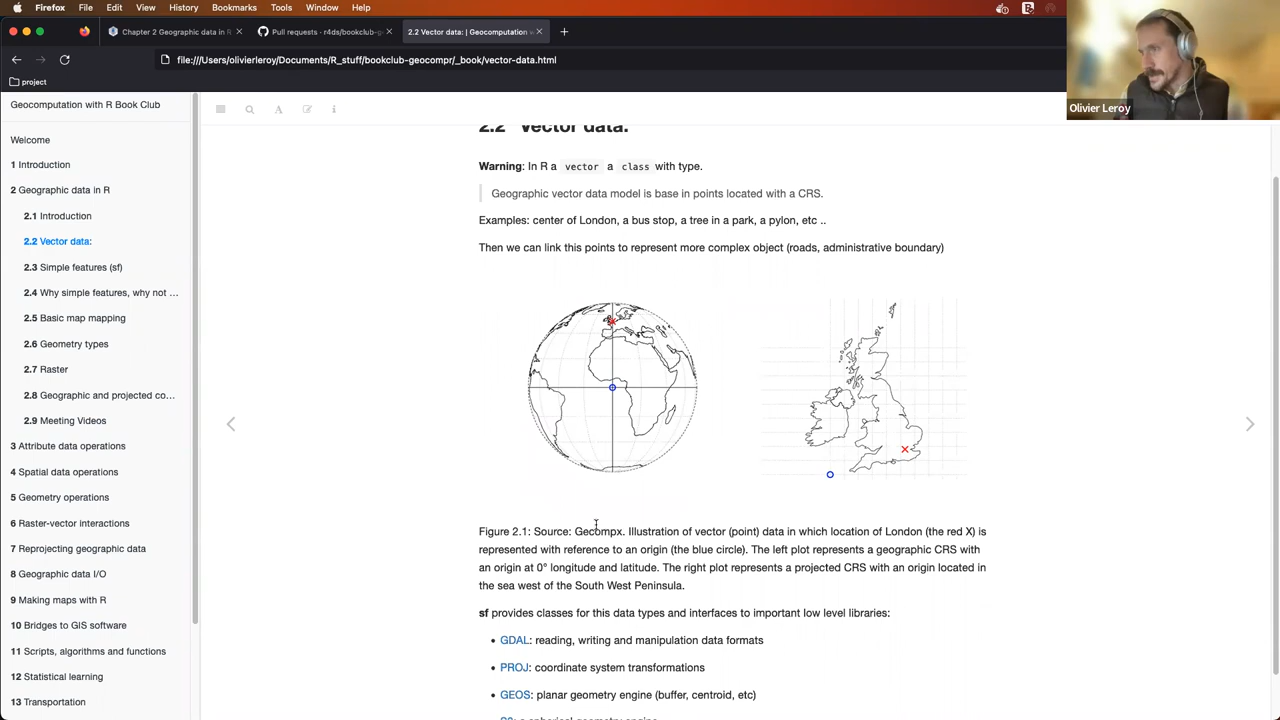 Firefox File Edit View History Bookmarks Tools Window Help
Chapter 2 Geographic data in R
Pull requests · r4ds/bookclub-g
2.2 Vector data: | Geocomputation
file:///Users/olivierleroy/Documents/R_stuff/bookclub-geocompr/_book/vector-data.html
project
Olivier Leroy
Geocomputation with R Book Club
Welcome
1 Introduction
2 Geographic data in R
2.1 Introduction
2.2 Vector data:
2.3 Simple features (sf)
2.4 Why simple features, why not ...
2.5 Basic map mapping
2.6 Geometry types
2.7 Raster
2.8 Geographic and projected co...
2.9 Meeting Videos
3 Attribute data operations
4 Spatial data operations
5 Geometry operations
6 Raster-vector interactions
7 Reprojecting geographic data
8 Geographic data I/O
9 Making maps with R
10 Bridges to GIS software
11 Scripts, algorithms and functions
12 Statistical learning
13 Transportation
2.2 Vector data:
Warning: In R a vector a class with type.
Geographic vector data model is base in points located with a CRS.
Examples: center of London, a bus stop, a tree in a park, a pylon, etc ..
Then we can link this points to represent more complex object (roads, administrative boundary)
Figure 2.1: Source: Geocompx. Illustration of vector (point) data in which location of London (the red X) is
represented with reference to an origin (the blue circle). The left plot represents a geographic CRS with
an origin at 0° longitude and latitude. The right plot represents a projected CRS with an origin located in
the sea west of the South West Peninsula.
sf provides classes for this data types and interfaces to important low level libraries:
• GDAL: reading, writing and manipulation data formats
• PROJ: coordinate system transformations
• GEOS: planar geometry engine (buffer, centroid, etc)